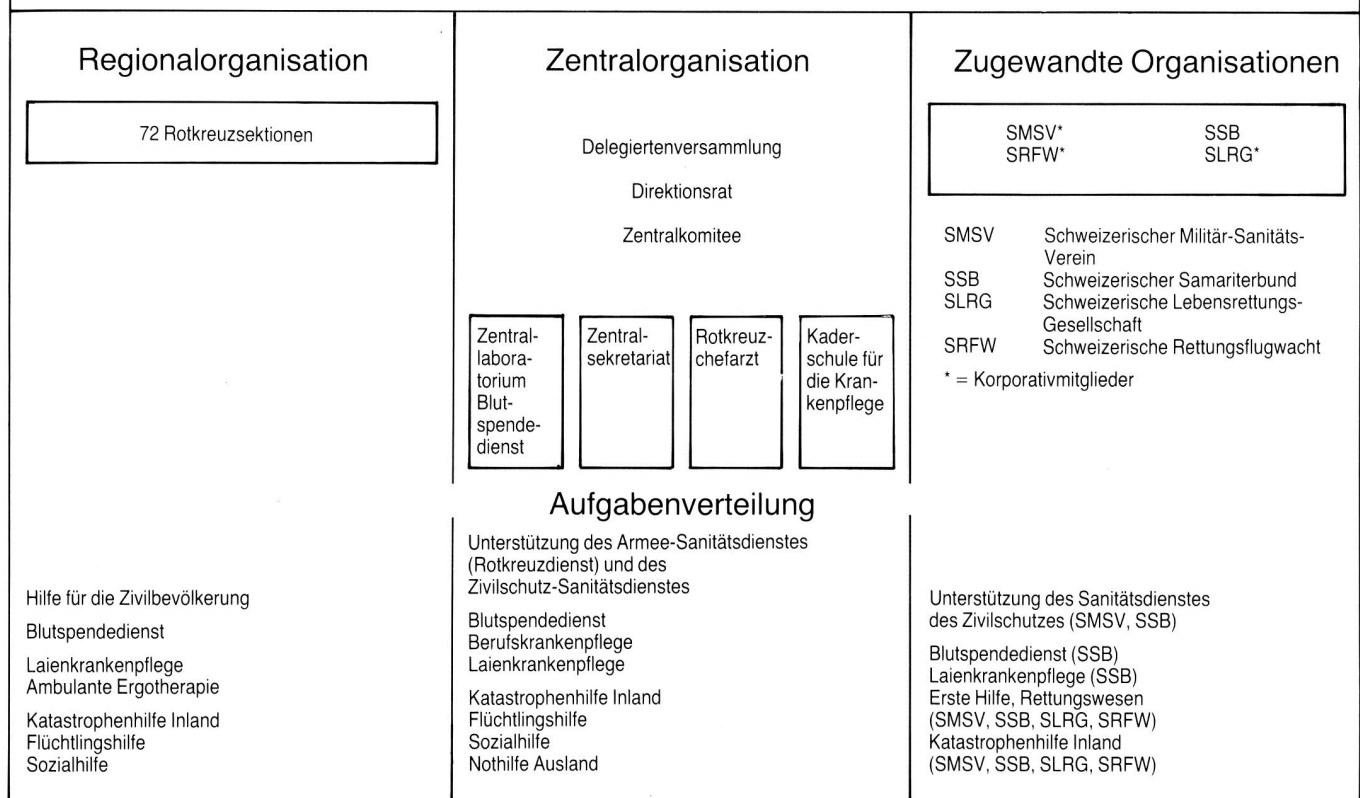 Regionalorganisation
72 Rotkreuzsektionen
Hilfe für die Zivilbevölkerung
Blutspendedienst
Laienkrankenpflege
Ambulante Ergotherapie
Katastrophenhilfe Inland
Flüchtlingshilfe
Sozialhilfe
Zentralorganisation
Delegiertenversammlung
Direktionsrat
Zentralkomitee
Zentral-
labora-
torium
Blut-
spende-
dienst
Zentral-
sekretariat
Rotkreuz-
chefarzt
Kader-
schule für
die Kran-
kenpflege
Aufgabenverteilung
Unterstützung des Armee-Sanitätsdienstes
(Rotkreuzdienst) und des
Zivilschutz-Sanitätsdienstes
Blutspendedienst
Berufskrankenpflege
Laienkrankenpflege
Katastrophenhilfe Inland
Flüchtlingshilfe
Sozialhilfe
Nothilfe Ausland
Zugewandte Organisationen
SMSV* SSB
SRFW* SLRG*
SMSV Schweizerischer Militär-Sanitäts-
Verein
SSB Schweizerischer Samariterbund
SLRG Schweizerische Lebensrettungs-
Gesellschaft
SRFW Schweizerische Rettungsflugwacht
* = Korporativmitglieder
Unterstützung des Sanitätsdienstes
des Zivilschutzes (SMSV, SSB)
Blutspendedienst (SSB)
Laienkrankenpflege (SSB)
Erste Hilfe, Rettungswesen
(SMSV, SSB, SLRG, SRFW)
Katastrophenhilfe Inland
(SMSV, SSB, SLRG, SRFW)